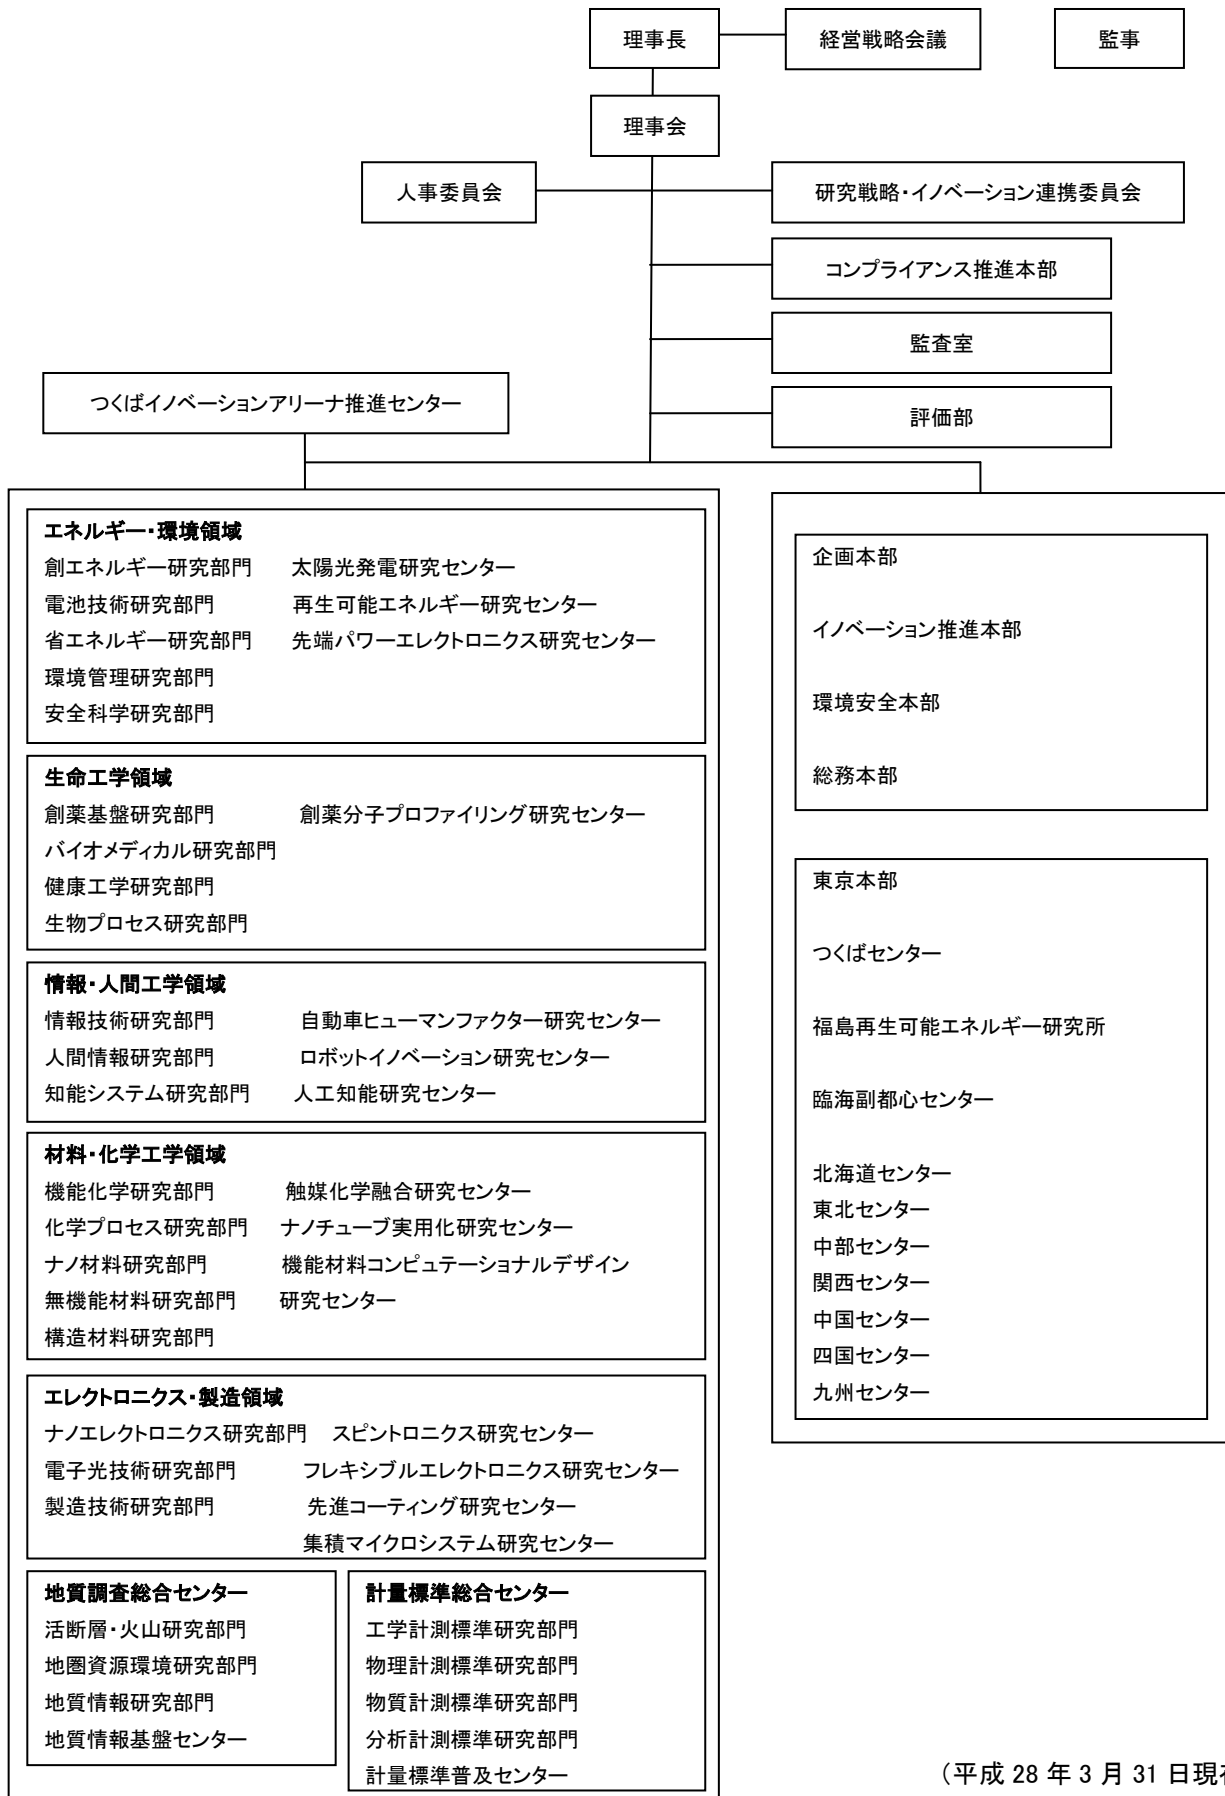 理事長
経営戦略会議
監事
理事会
人事委員会
研究戦略・イノベーション連携委員会
コンプライアンス推進本部
監査室
つくばイノベーションアリーナ推進センター
評価部
エネルギー・環境領域
創エネルギー研究部門 太陽光発電研究センター
電池技術研究部門 再生可能エネルギー研究センター
省エネルギー研究部門 先端パワーエレクトロニクス研究センター
環境管理研究部門
安全科学研究部門
生命工学領域
創薬基盤研究部門 創薬分子プロファイリング研究センター
バイオメディカル研究部門
健康工学研究部門
生物プロセス研究部門
情報・人間工学領域
情報技術研究部門 自動車ヒューマンファクター研究センター
人間情報研究部門 ロボットイノベーション研究センター
知能システム研究部門 人工知能研究センター
材料・化学工学領域
機能化学研究部門 触媒化学融合研究センター
化学プロセス研究部門 ナノチューブ実用化研究センター
ナノ材料研究部門 機能材料コンピュテーショナルデザイン
無機能材料研究部門 研究センター
構造材料研究部門
エレクトロニクス・製造領域
ナノエレクトロニクス研究部門 スピントロニクス研究センター
電子光技術研究部門 フレキシブルエレクトロニクス研究センター
製造技術研究部門 先進コーティング研究センター
集積マイクロシステム研究センター
地質調査総合センター
活断層・火山研究部門
地圏資源環境研究部門
地質情報研究部門
地質情報基盤センター
計量標準総合センター
工学計測標準研究部門
物理計測標準研究部門
物質計測標準研究部門
分析計測標準研究部門
計量標準普及センター
企画本部
イノベーション推進本部
環境安全本部
総務本部
東京本部
つくばセンター
福島再生可能エネルギー研究所
臨海副都心センター
北海道センター
東北センター
中部センター
関西センター
中国センター
四国センター
九州センター
（平成 28 年 3 月 31 日現